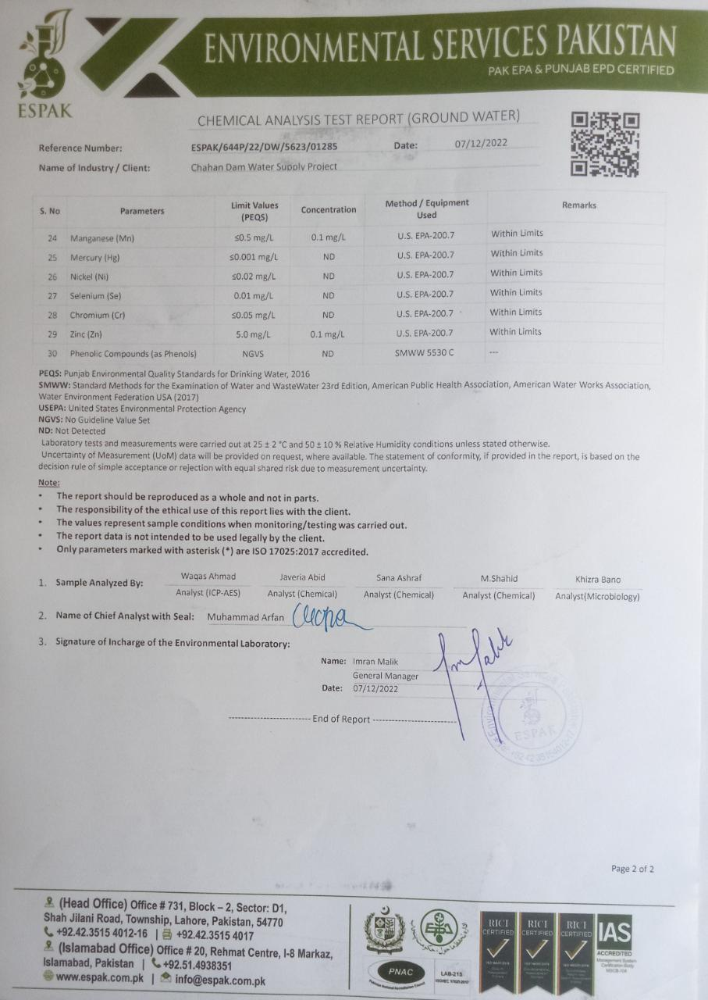 ENVIRONMENTAL SERVICES PAKISTAN
PAK EPA & PUNJAB EPD CERTIFIED
ESPAK
CHEMICAL ANALYSIS TEST REPORT (GROUND WATER)
Reference Number: ESPAK/644P/22/DW/5623/01285 Date: 07/12/2022
Name of Industry / Client: Chahan Dam Water Supply Project
S. No Parameters Limit Values (PEQS) Concentration Method / Equipment Used Remarks
24 Manganese (Mn) ≤0.5 mg/L 0.1 mg/L U.S. EPA-200.7 Within Limits
25 Mercury (Hg) ≤0.001 mg/L ND U.S. EPA-200.7 Within Limits
26 Nickel (Ni) ≤0.02 mg/L ND U.S. EPA-200.7 Within Limits
27 Selenium (Se) 0.01 mg/L ND U.S. EPA-200.7 Within Limits
28 Chromium (Cr) ≤0.05 mg/L ND U.S. EPA-200.7 Within Limits
29 Zinc (Zn) 5.0 mg/L 0.1 mg/L U.S. EPA-200.7 Within Limits
30 Phenolic Compounds (as Phenols) NGVS ND SMWW 5530 C ---
PEQS: Punjab Environmental Quality Standards for Drinking Water, 2016
SMWW: Standard Methods for the Examination of Water and WasteWater 23rd Edition, American Public Health Association, American Water Works Association,
Water Environment Federation USA (2017)
USEPA: United States Environmental Protection Agency
NGVS: No Guideline Value Set
ND: Not Detected
Laboratory tests and measurements were carried out at 25 ± 2 °C and 50 ± 10 % Relative Humidity conditions unless stated otherwise.
Uncertainty of Measurement (UoM) data will be provided on request, where available. The statement of conformity, if provided in the report, is based on the
decision rule of simple acceptance or rejection with equal shared risk due to measurement uncertainty.
Note:
• The report should be reproduced as a whole and not in parts.
• The responsibility of the ethical use of this report lies with the client.
• The values represent sample conditions when monitoring/testing was carried out.
• The report data is not intended to be used legally by the client.
• Only parameters marked with asterisk (*) are ISO 17025:2017 accredited.
1. Sample Analyzed By: Waqas Ahmad Javeria Abid Sana Ashraf M.Shahid Khizra Bano
Analyst (ICP-AES) Analyst (Chemical) Analyst (Chemical) Analyst (Chemical) Analyst(Microbiology)
2. Name of Chief Analyst with Seal: Muhammad Arfan
3. Signature of Incharge of the Environmental Laboratory:
Name: Imran Malik
General Manager
Date: 07/12/2022
ESPAK
End of Report
Page 2 of 2
(Head Office) Office # 731, Block – 2, Sector: D1,
Shah Jilani Road, Township, Lahore, Pakistan, 54770
+92.42.3515 4012-16 | +92.42.3515 4017
(Islamabad Office) Office # 20, Rehmat Centre, I-8 Markaz,
Islamabad, Pakistan | +92.51.4938351
www.espak.com.pk | info@espak.com.pk
EPA
PNAC
LAB-213
RICI CERTIFIED
RICI CERTIFIED
RICI CERTIFIED
IAS
ACCREDITED
Management System
Certification Body